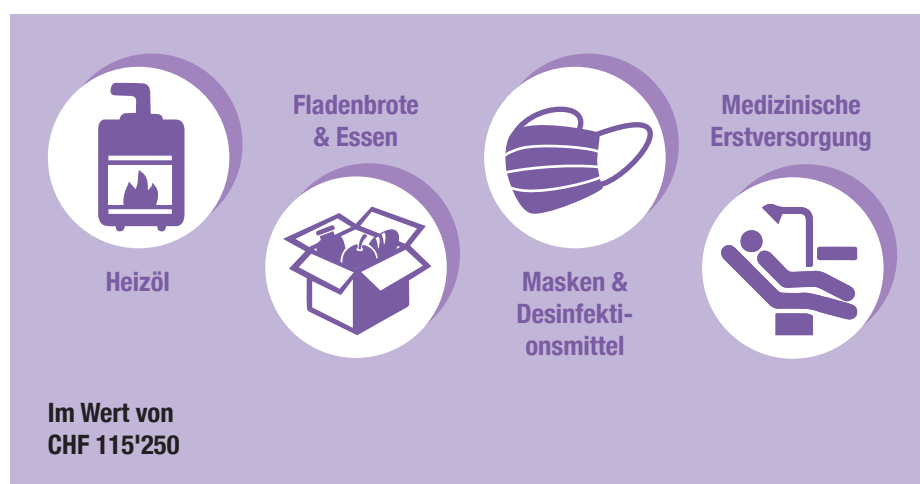 Heizöl
Fladenbrote
& Essen
Masken &
Desinfekti-
onsmittel
Medizinische
Erstversorgung
Im Wert von
CHF 115'250